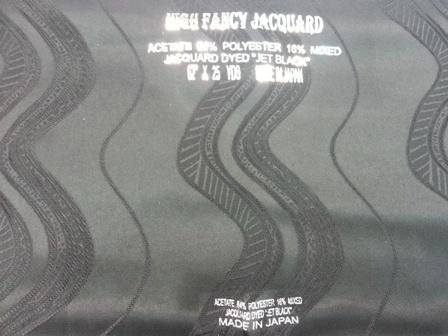 HIGH FANCY JACQUARD
ACETATE 84% POLYESTER 16% MIXED
JACQUARD DYED "JET BLACK"
62" X 25 YDS MADE IN JAPAN
ACETATE 84% POLYESTER 16% MIXED
JACQUARD DYED "JET BLACK"
MADE IN JAPAN